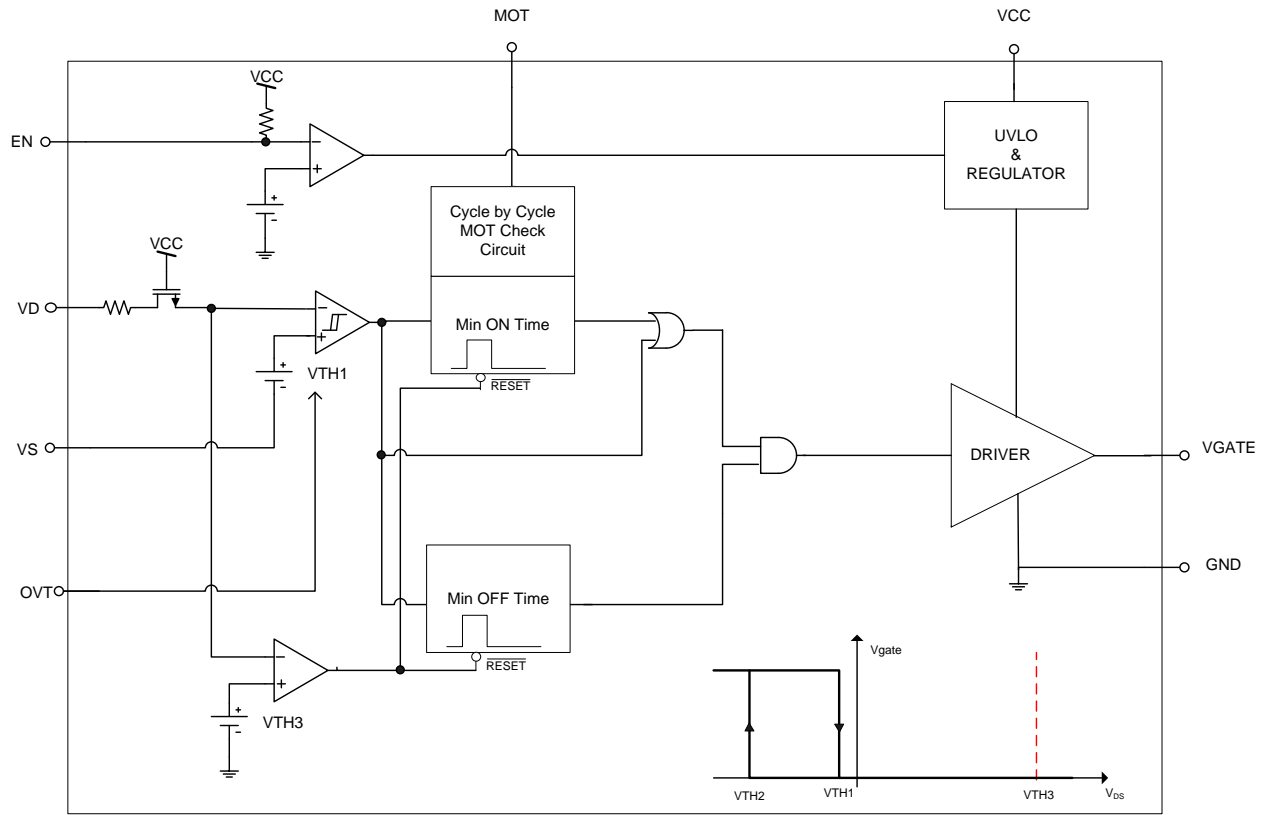 MOT
VCC
VCC
EN
UVLO
&
REGULATOR
−
+
+
-
Cycle by Cycle
MOT Check
Circuit
VCC
VD
−
+
Min ON Time
+
-
VTH1
RESET
VS
DRIVER
VGATE
GND
OVT
Min OFF Time
RESET
−
+
VTH3
+
-
Vgate
VTH2
VTH1
VTH3
VDS